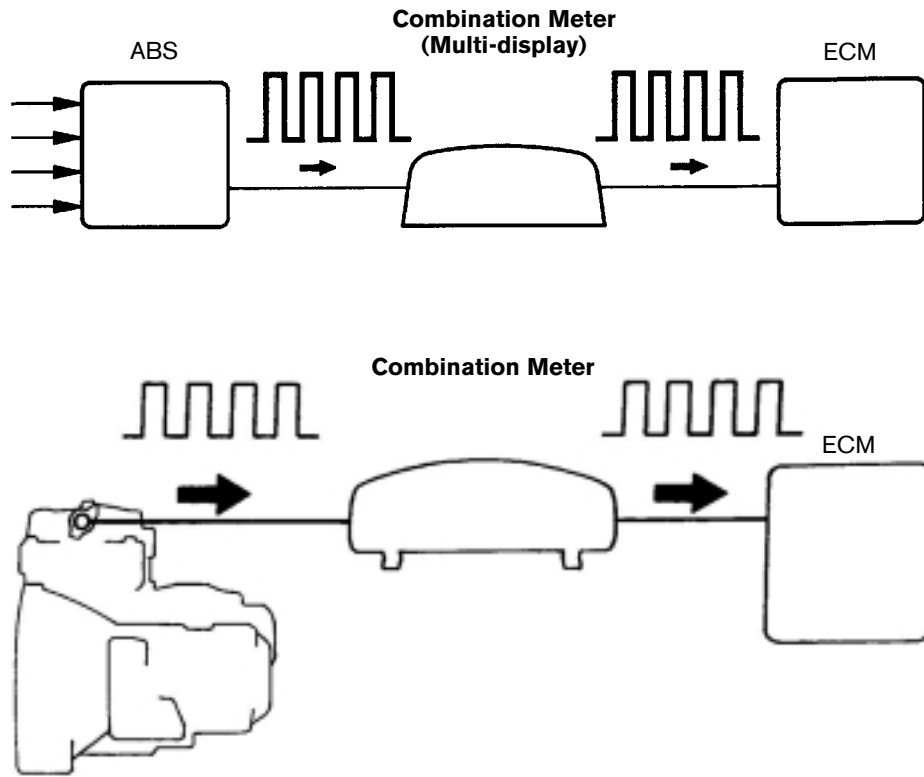 Combination Meter
(Multi-display)
ABS
ECM
Combination Meter
ECM